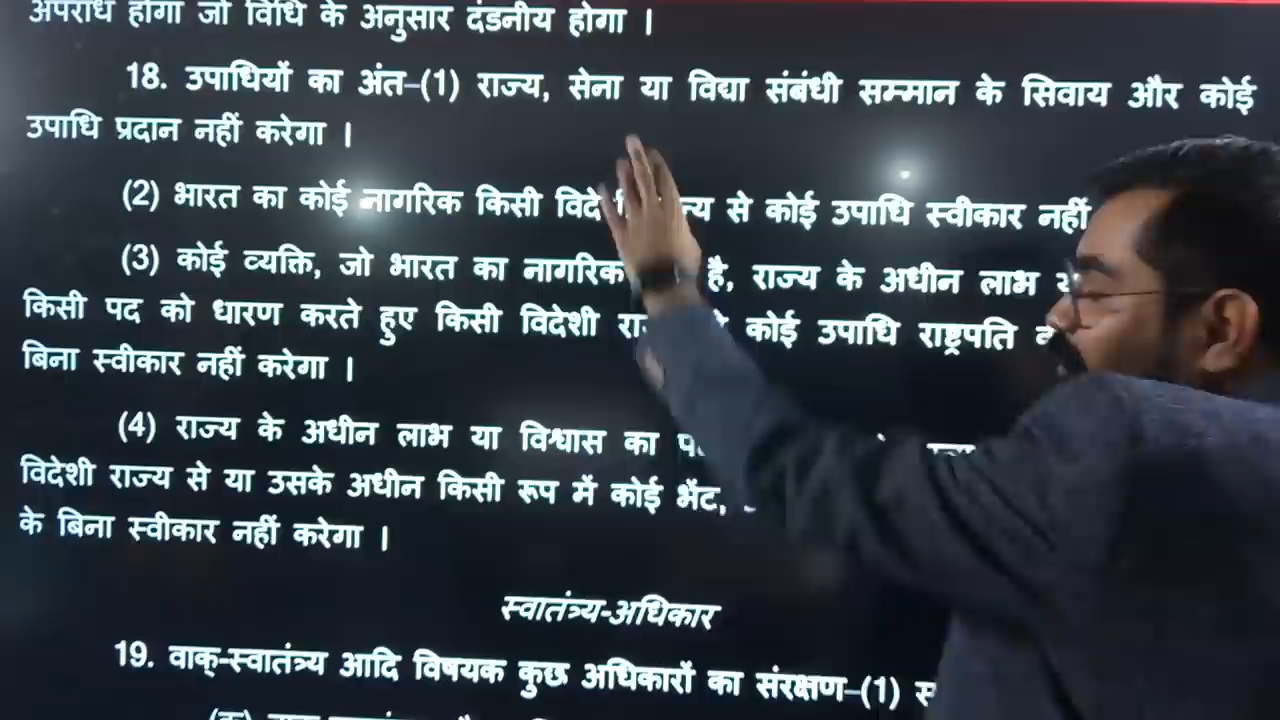 अपराध होगा जो विधि के अनुसार दंडनीय होगा ।
18. उपाधियों का अंत–(1) राज्य, सेना या विद्या संबंधी सम्मान के सिवाय और कोई
उपाधि प्रदान नहीं करेगा ।
(2) भारत का कोई नागरिक किसी से कोई उपाधि स्वीकार नहीं
(3) कोई व्यक्ति, जो भारत का नागरिक है, राज्य के अधीन लाभ
किसी पद को धारण करते हुए किसी विदेशी कोई उपाधि राष्ट्रपति
बिना स्वीकार नहीं करेगा ।
(4) राज्य के अधीन लाभ या विश्वास का
विदेशी राज्य से या उसके अधीन किसी रूप में कोई भेंट,
के बिना स्वीकार नहीं करेगा ।
स्वातंत्र्य-अधिकार
19. वाक्-स्वातंत्र्य आदि विषयक कुछ अधिकारों का संरक्षण–(1)